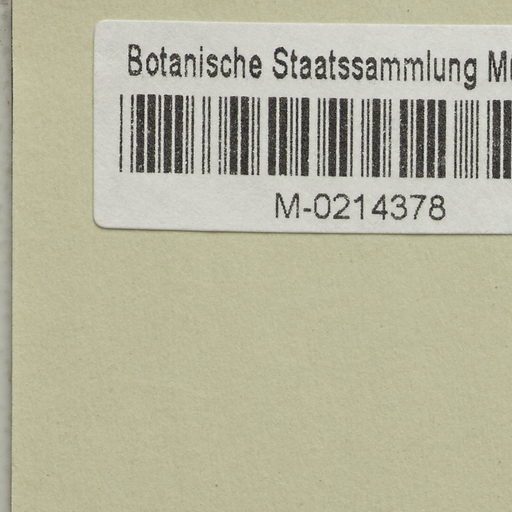 Botanische Staatssammlung
M-0214378